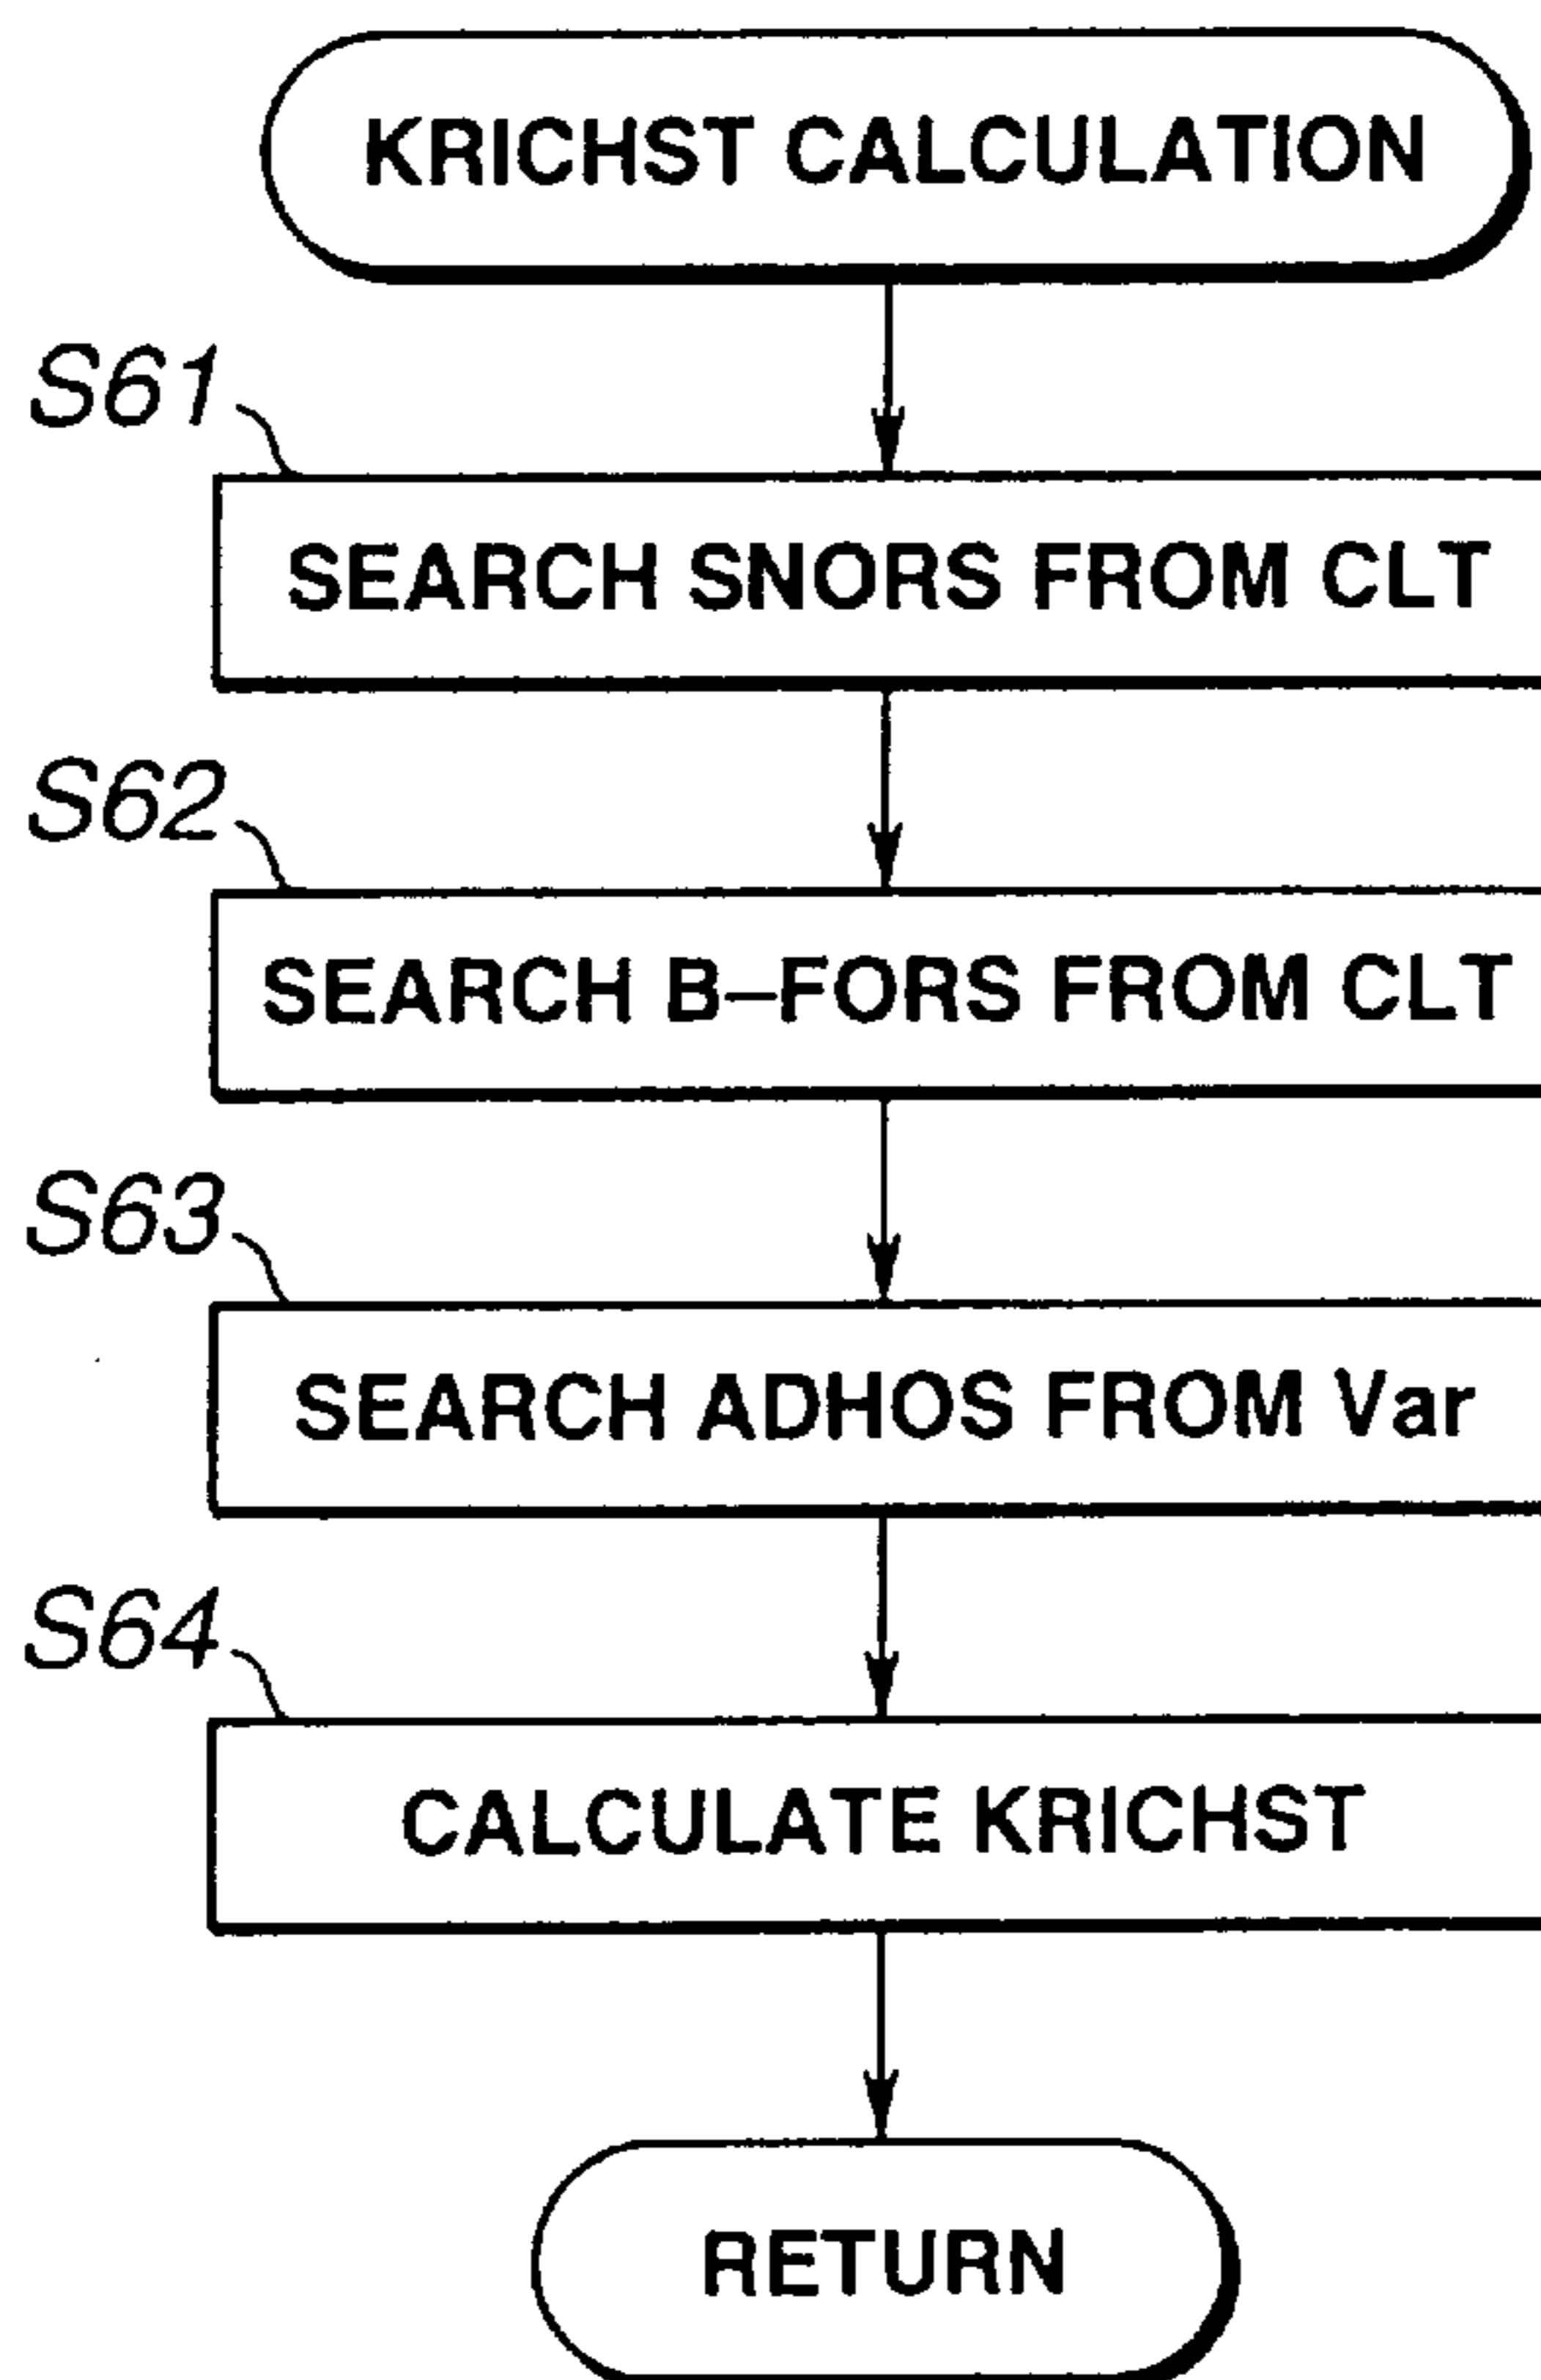 KRICHST CALCULATION
S61
SEARCH SNORS FROM CLT
S62
SEARCH B–FORS FROM CLT
S63
SEARCH ADHOS FROM Var
S64
CALCULATE KRICHST
RETURN